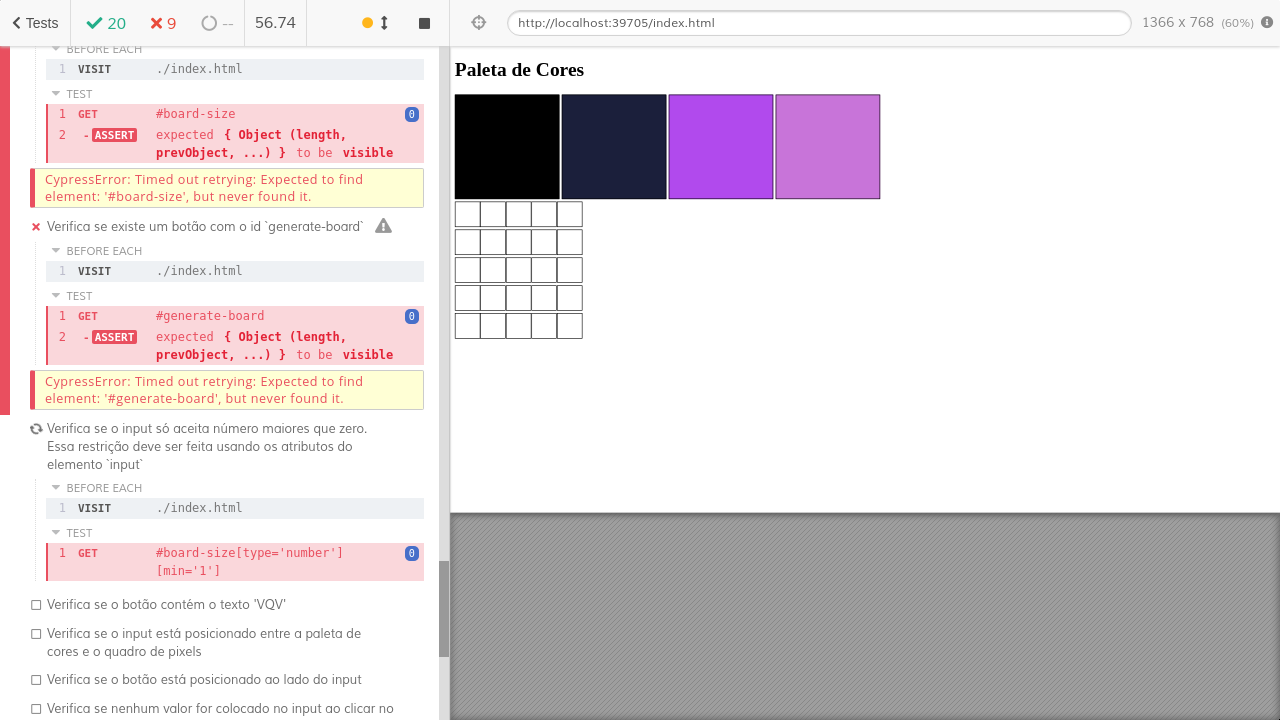 Tests
20
9
--
56.74
http://localhost:39705/index.html
1366 x 768 (60%)
BEFORE EACH
1 VISIT ./index.html
TEST
1 GET #board-size 0
2 -ASSERT expected { Object (length,
prevObject, ...) } to be visible
CypressError: Timed out retrying: Expected to find
element: '#board-size', but never found it.
Verifica se existe um botão com o id `generate-board`
BEFORE EACH
1 VISIT ./index.html
TEST
1 GET #generate-board 0
2 -ASSERT expected { Object (length,
prevObject, ...) } to be visible
CypressError: Timed out retrying: Expected to find
element: '#generate-board', but never found it.
Verifica se o input só aceita número maiores que zero.
Essa restrição deve ser feita usando os atributos do
elemento `input`
BEFORE EACH
1 VISIT ./index.html
TEST
1 GET #board-size[type='number'] 0
[min='1']
Verifica se o botão contém o texto 'VQV'
Verifica se o input está posicionado entre a paleta de
cores e o quadro de pixels
Verifica se o botão está posicionado ao lado do input
Verifica se nenhum valor for colocado no input ao clicar no
Paleta de Cores